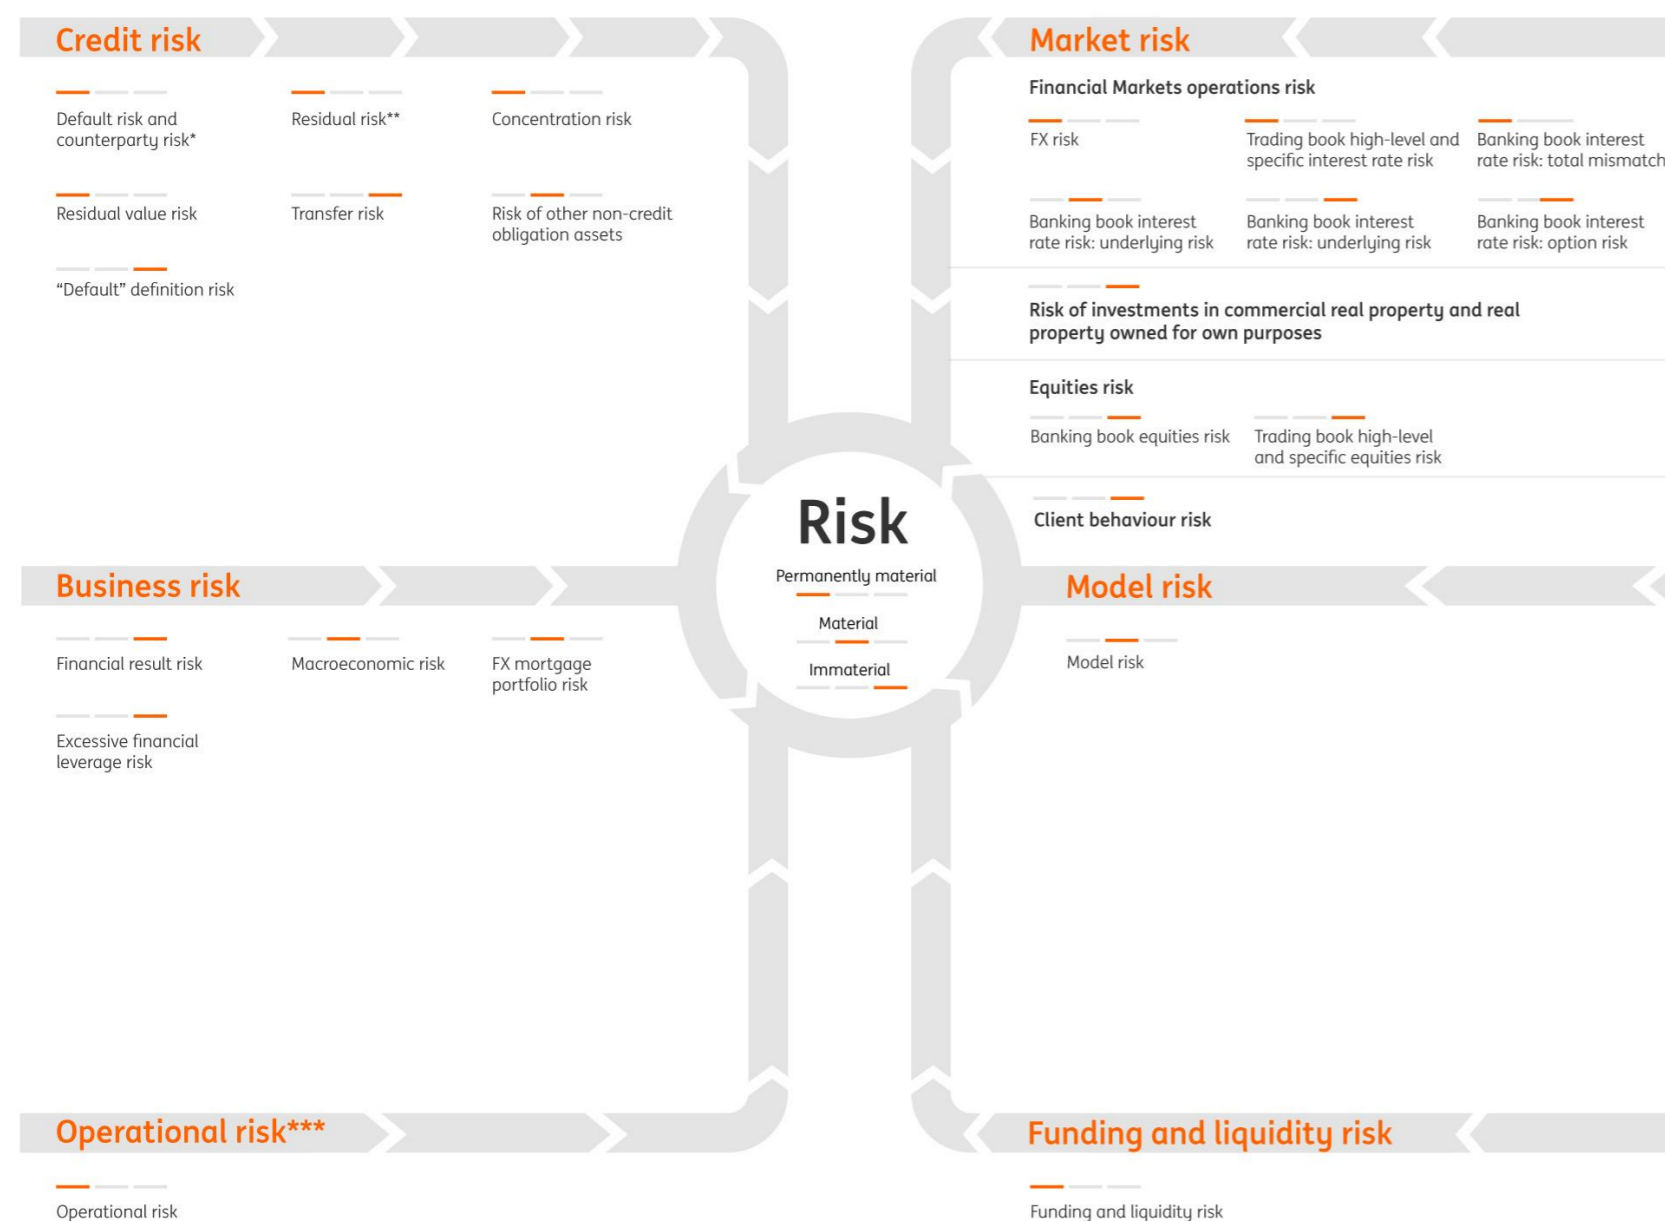 Credit risk
Default risk and
counterparty risk*
Residual risk**
Concentration risk
Residual value risk
Transfer risk
Risk of other non-credit
obligation assets
“Default” definition risk
Market risk
Financial Markets operations risk
FX risk
Trading book high-level and
specific interest rate risk
Banking book interest
rate risk: total mismatch
Banking book interest
rate risk: underlying risk
Banking book interest
rate risk: underlying risk
Banking book interest
rate risk: option risk
Risk of investments in commercial real property and real
property owned for own purposes
Equities risk
Banking book equities risk
Trading book high-level
and specific equities risk
Client behaviour risk
Risk
Permanently material
Material
Immaterial
Business risk
Financial result risk
Macroeconomic risk
FX mortgage
portfolio risk
Excessive financial
leverage risk
Model risk
Model risk
Operational risk***
Operational risk
Funding and liquidity risk
Funding and liquidity risk